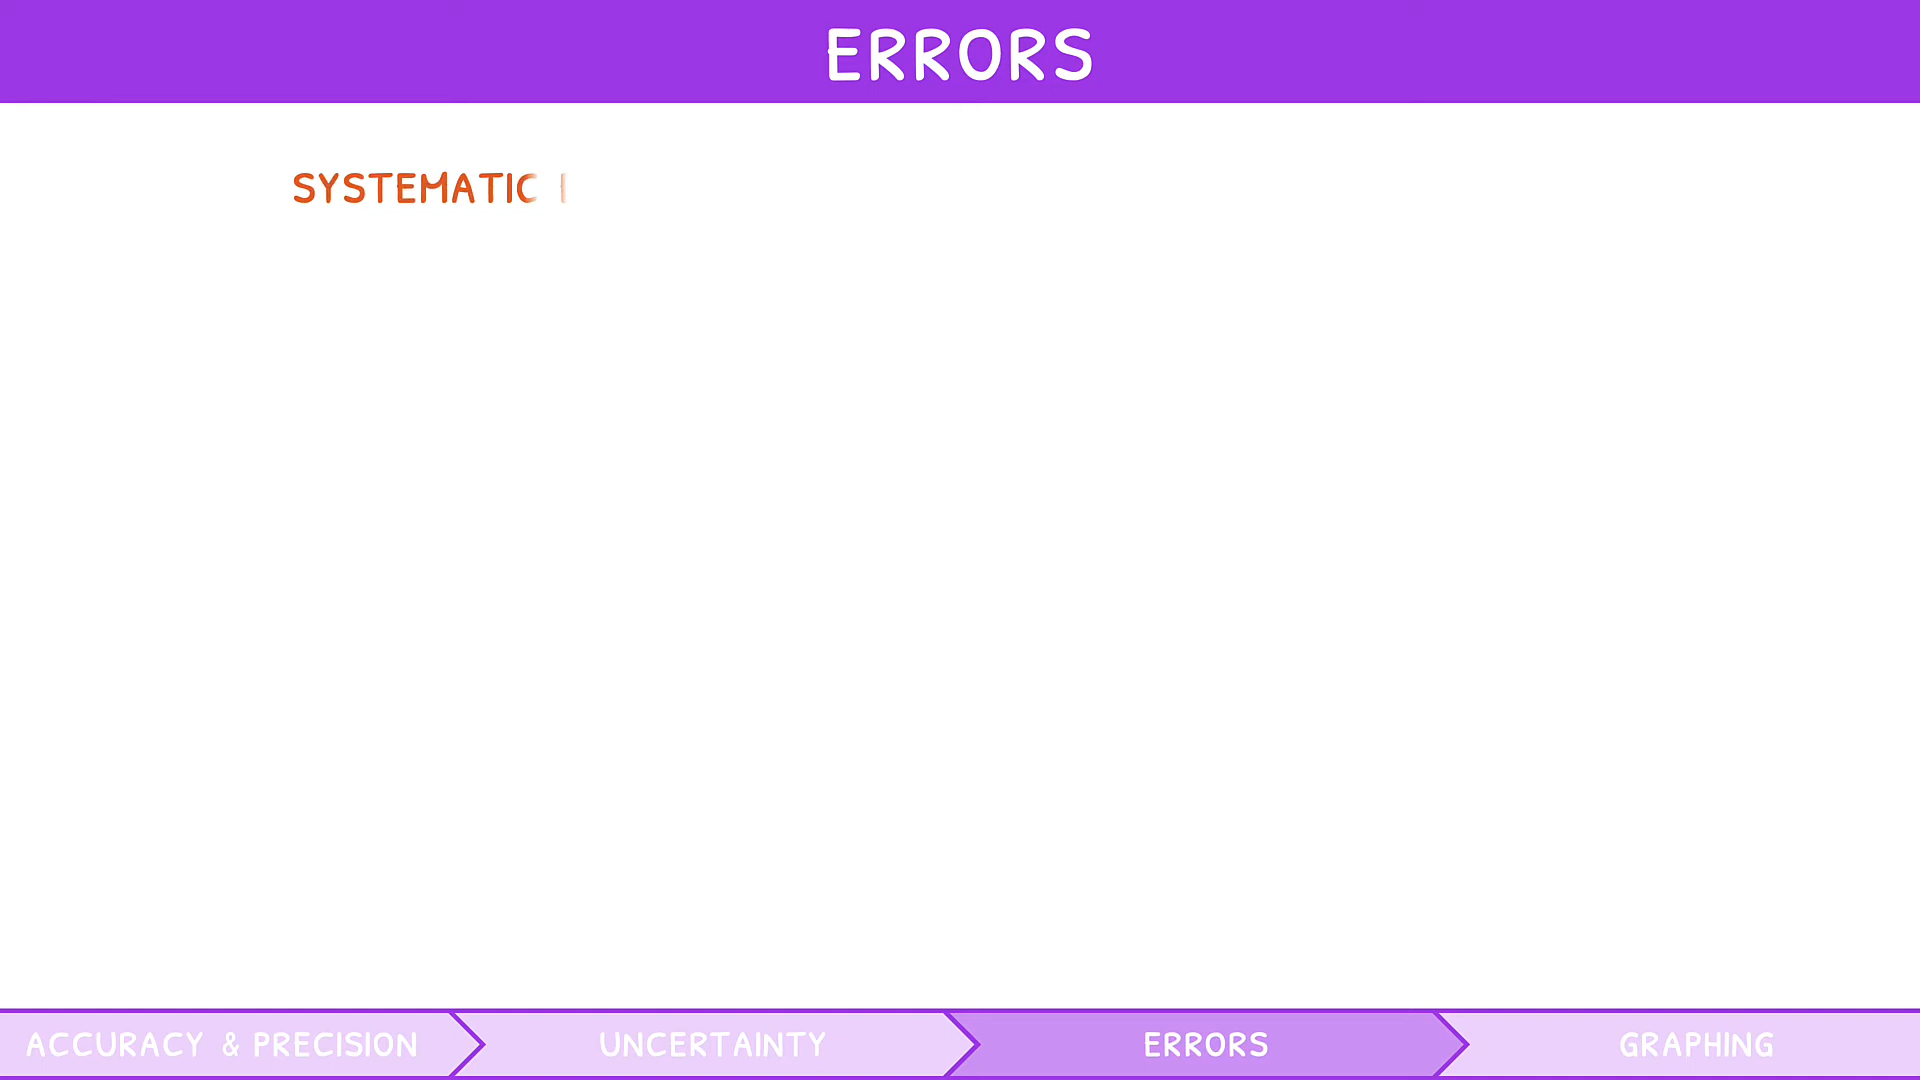 ERRORS
SYSTEMATIC
ACCURACY & PRECISION
UNCERTAINTY
ERRORS
GRAPHING